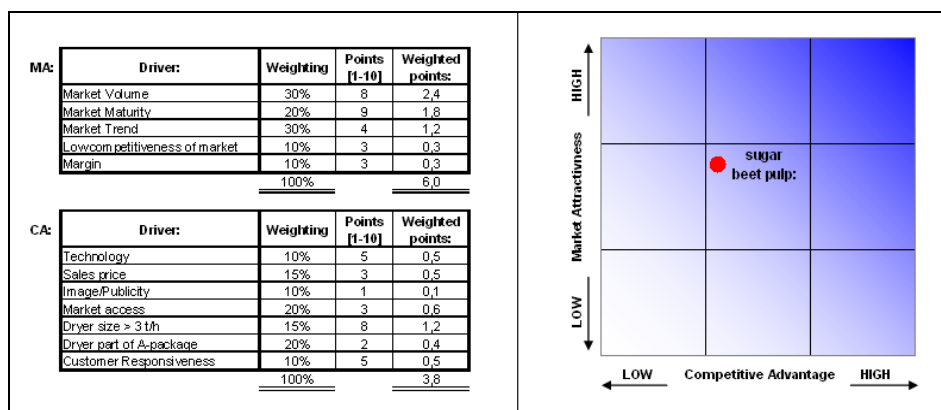 MA: Driver: Weighting Points [1-10] Weighted points:
Market Volume 30% 8 2,4
Market Maturity 20% 9 1,8
Market Trend 30% 4 1,2
Lowcompetitiveness of market 10% 3 0,3
Margin 10% 3 0,3
100% 6,0
CA: Driver: Weighting Points [1-10] Weighted points:
Technology 10% 5 0,5
Sales price 15% 3 0,5
Image/Publicity 10% 1 0,1
Market access 20% 3 0,6
Dryer size > 3 t/h 15% 8 1,2
Dryer part of A-package 20% 2 0,4
Customer Responsiveness 10% 5 0,5
100% 3,8
HIGH
Market Attractivness
LOW
sugar
beet pulp:
LOW Competitive Advantage HIGH